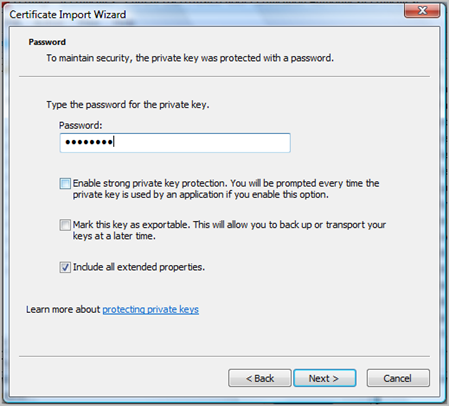 Certificate Import Wizard
Password
To maintain security, the private key was protected with a password.
Type the password for the private key.
Password:
••••••••
Enable strong private key protection. You will be prompted every time the
private key is used by an application if you enable this option.
Mark this key as exportable. This will allow you to back up or transport your
keys at a later time.
Include all extended properties.
Learn more about protecting private keys
< Back Next > Cancel